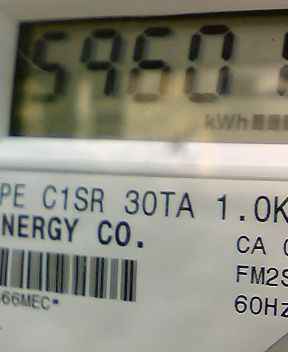 5960
kWh
PE C1SR 30TA 1.0K
NERGY CO.
CA
FM2S
66MEC*
60Hz